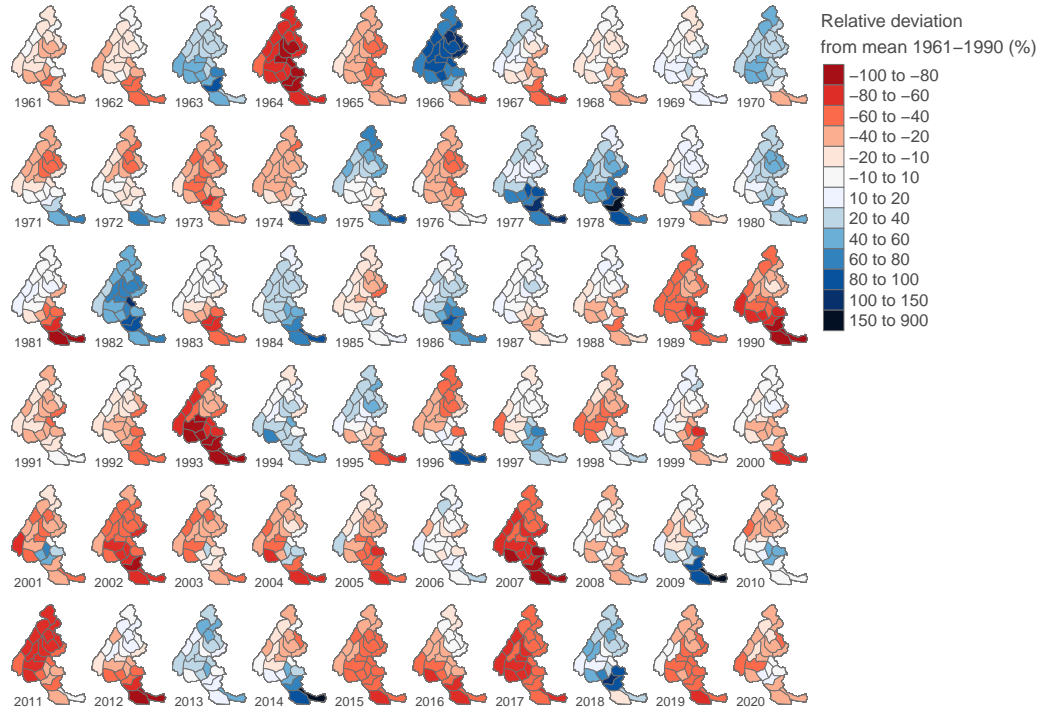 Relative deviation
from mean 1961–1990 (%)
−100 to −80
−80 to −60
−60 to −40
−40 to −20
−20 to −10
−10 to 10
10 to 20
20 to 40
40 to 60
60 to 80
80 to 100
100 to 150
150 to 900
1961 1962 1963 1964 1965 1966 1967 1968 1969 1970
1971 1972 1973 1974 1975 1976 1977 1978 1979 1980
1981 1982 1983 1984 1985 1986 1987 1988 1989 1990
1991 1992 1993 1994 1995 1996 1997 1998 1999 2000
2001 2002 2003 2004 2005 2006 2007 2008 2009 2010
2011 2012 2013 2014 2015 2016 2017 2018 2019 2020